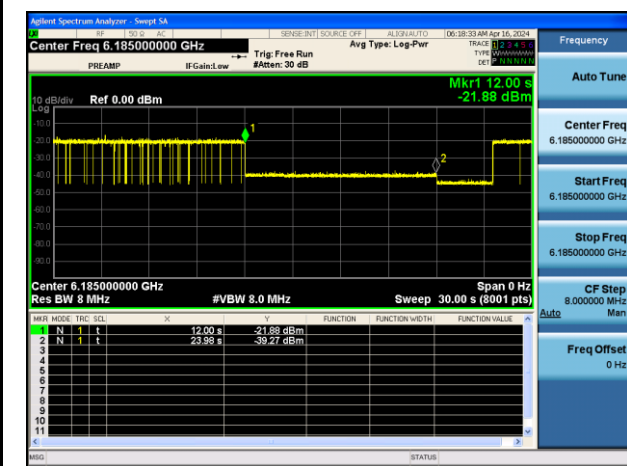 Agilent Spectrum Analyzer - Swept SA
RF 50 Ω AC SENSE:INT SOURCE OFF ALIGN AUTO 06:18:33 AM Apr 16, 2024
Center Freq 6.185000000 GHz Avg Type: Log-Pwr TRACE 1 2 3 4 5 6
Trig: Free Run TYPE
PREAMP IFGain:Low #Atten: 30 dB DET P N N N N N
Mkr1 12.00 s
-21.88 dBm
10 dB/div Ref 0.00 dBm
Log
-10.0
-30.0
-40.0
-60.0
-70.0
-80.0
-90.0
1
2
Center 6.185000000 GHz Span 0 Hz
Res BW 8 MHz #VBW 8.0 MHz Sweep 30.00 s (8001 pts)
MKR MODE TRC SCL X Y FUNCTION FUNCTION WIDTH FUNCTION VALUE
1 N 1 t 12.00 s -21.88 dBm
2 N 1 t 23.98 s -39.27 dBm
3
4
5
6
7
8
9
10
11
MSG STATUS
Frequency
Auto Tune
Center Freq
6.185000000 GHz
Start Freq
6.185000000 GHz
Stop Freq
6.185000000 GHz
CF Step
8.000000 MHz
Auto Man
Freq Offset
0 Hz